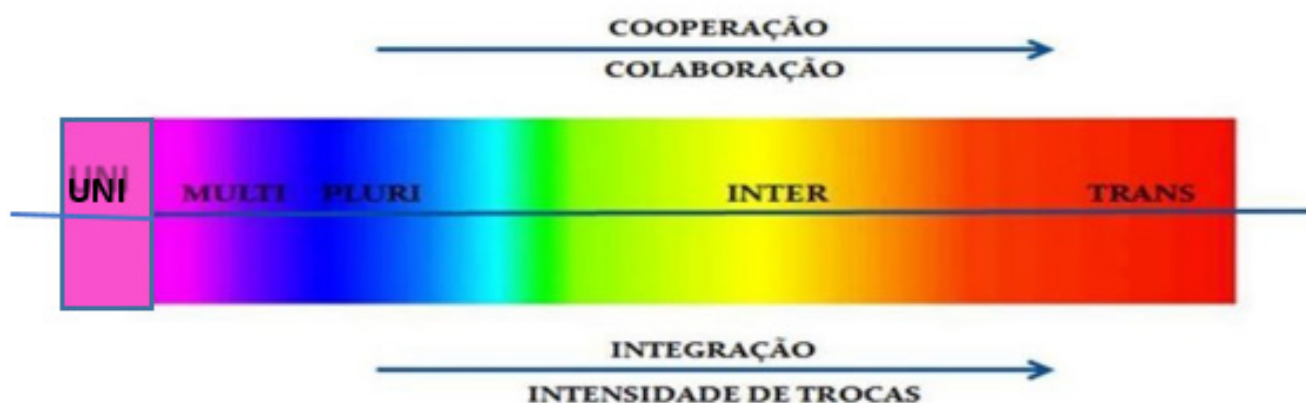 COOPERAÇÃO
COLABORAÇÃO
UNI
UNI MULTI PLURI INTER TRANS
INTEGRAÇÃO
INTENSIDADE DE TROCAS